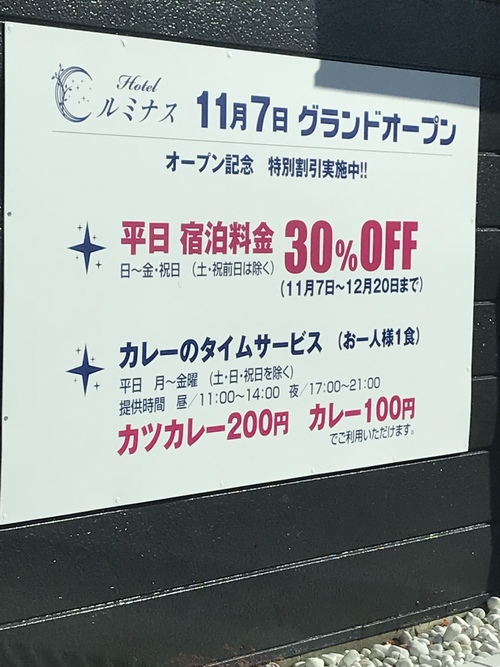 Hotel
ルミナス
11月7日 グランドオープン
オープン記念 特別割引実施中!!
平日 宿泊料金 30%OFF
日〜金・祝日 (土・祝前日は除く)
(11月7日〜12月20日まで)
カレーのタイムサービス (お一人様1食)
平日 月〜金曜 (土・日・祝日を除く)
提供時間 昼/11:00〜14:00 夜/17:00〜21:00
カツカレー200円 カレー100円
でご利用いただけます。